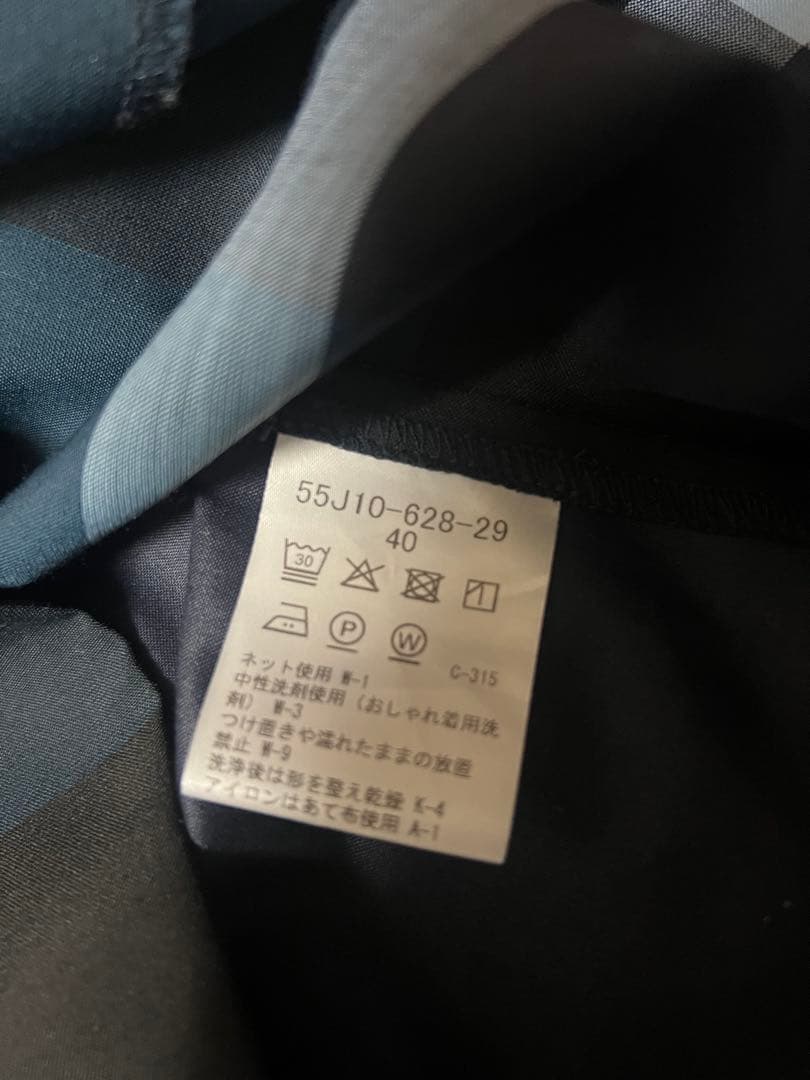 55J10-628-29
40
30
P W
ネット使用 W-1 C-315
中性洗剤使用（おしゃれ着用洗
剤） W-3
つけ置きや濡れたままの放置
禁止 W-9
洗浄後は形を整え乾燥 K-4
アイロンはあて布使用 A-1